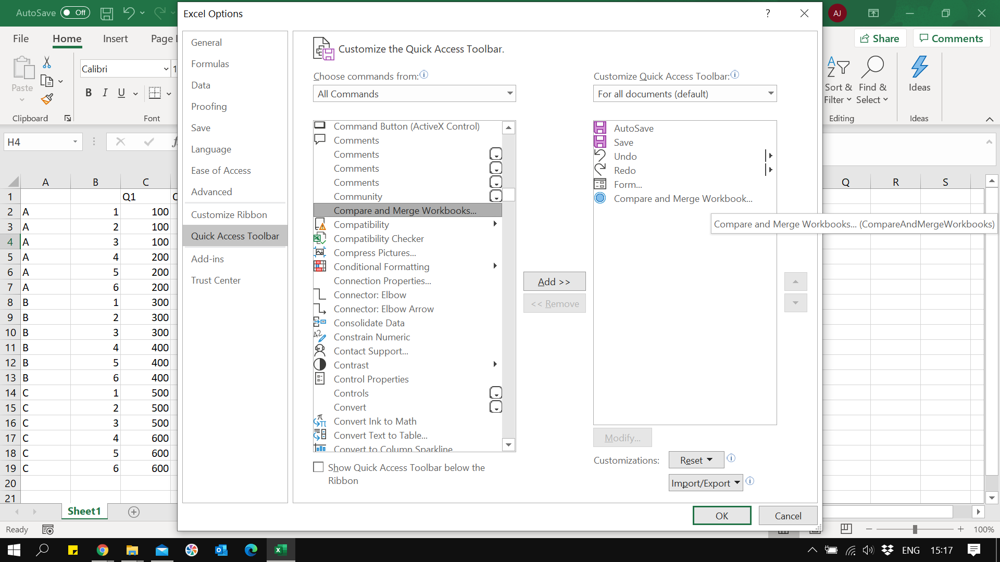 AutoSave Off
Excel Options
?
AJ
File Home Insert Page
Share Comments
Calibri
Paste
B I U
Clipboard
Font
Sort & Filter
Find & Select
Ideas
Editing
Ideas
H4
General
Formulas
Data
Proofing
Save
Language
Ease of Access
Advanced
Customize Ribbon
Quick Access Toolbar
Add-ins
Trust Center
Customize the Quick Access Toolbar.
Choose commands from:
All Commands
Command Button (ActiveX Control)
Comments
Comments
Comments
Comments
Community
Compare and Merge Workbooks...
Compatibility
Compatibility Checker
Compress Pictures...
Conditional Formatting
Connection Properties...
Connector: Elbow
Connector: Elbow Arrow
Consolidate Data
Constrain Numeric
Contact Support...
Contrast
Control Properties
Controls
Convert
Convert Ink to Math
Convert Text to Table...
Convert to Column Sparkline
Show Quick Access Toolbar below the
Ribbon
Add >>
<< Remove
Customize Quick Access Toolbar:
For all documents (default)
AutoSave
Save
Undo
Redo
Form...
Compare and Merge Workbook...
Compare and Merge Workbooks... (CompareAndMergeWorkbooks)
Modify...
Customizations: Reset
Import/Export
OK Cancel
A B C Q R S
1 Q1
2 A 1 100
3 A 2 100
4 A 3 100
5 A 4 200
6 A 5 200
7 A 6 200
8 B 1 300
9 B 2 300
10 B 3 300
11 B 4 400
12 B 5 400
13 B 6 400
14 C 1 500
15 C 2 500
16 C 3 500
17 C 4 600
18 C 5 600
19 C 6 600
20
21
Sheet1
Ready
100%
ENG 15:17